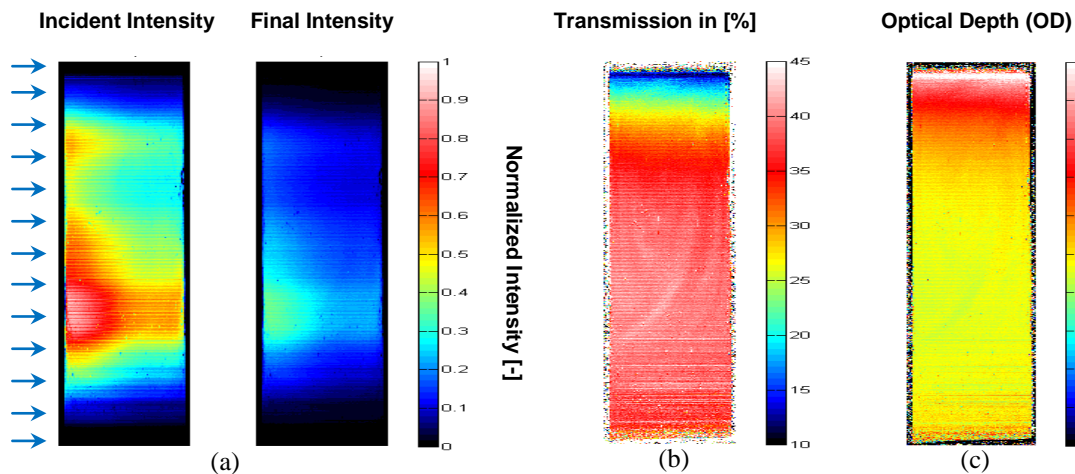 Incident Intensity
Final Intensity
Transmission in [%]
Optical Depth (OD)
1
0.9
0.8
0.7
0.6
0.5
0.4
0.3
0.2
0.1
0
Normalized Intensity [-]
45
40
35
30
25
20
15
10
(a)
(b)
(c)